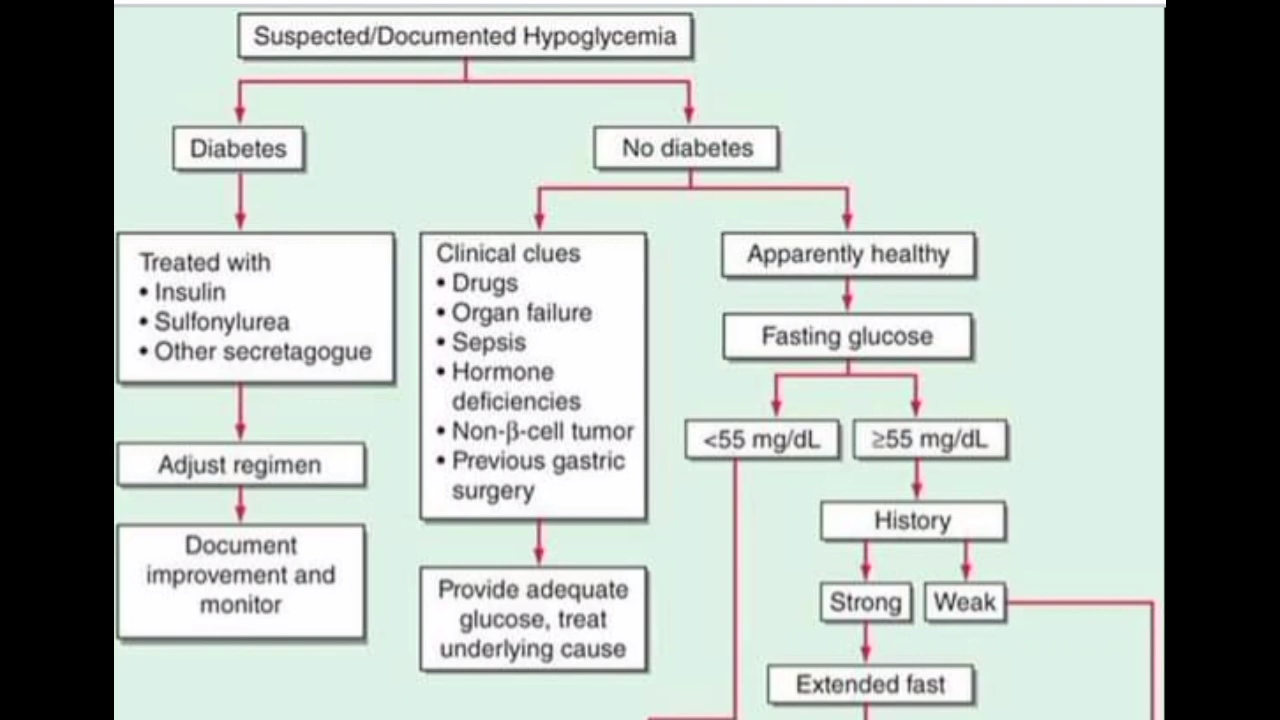 Suspected/Documented Hypoglycemia
Diabetes
No diabetes
Treated with
• Insulin
• Sulfonylurea
• Other secretagogue
Adjust regimen
Document
improvement and
monitor
Clinical clues
• Drugs
• Organ failure
• Sepsis
• Hormone
deficiencies
• Non-β-cell tumor
• Previous gastric
surgery
Provide adequate
glucose, treat
underlying cause
Apparently healthy
Fasting glucose
<55 mg/dL
≥55 mg/dL
History
Strong
Weak
Extended fast